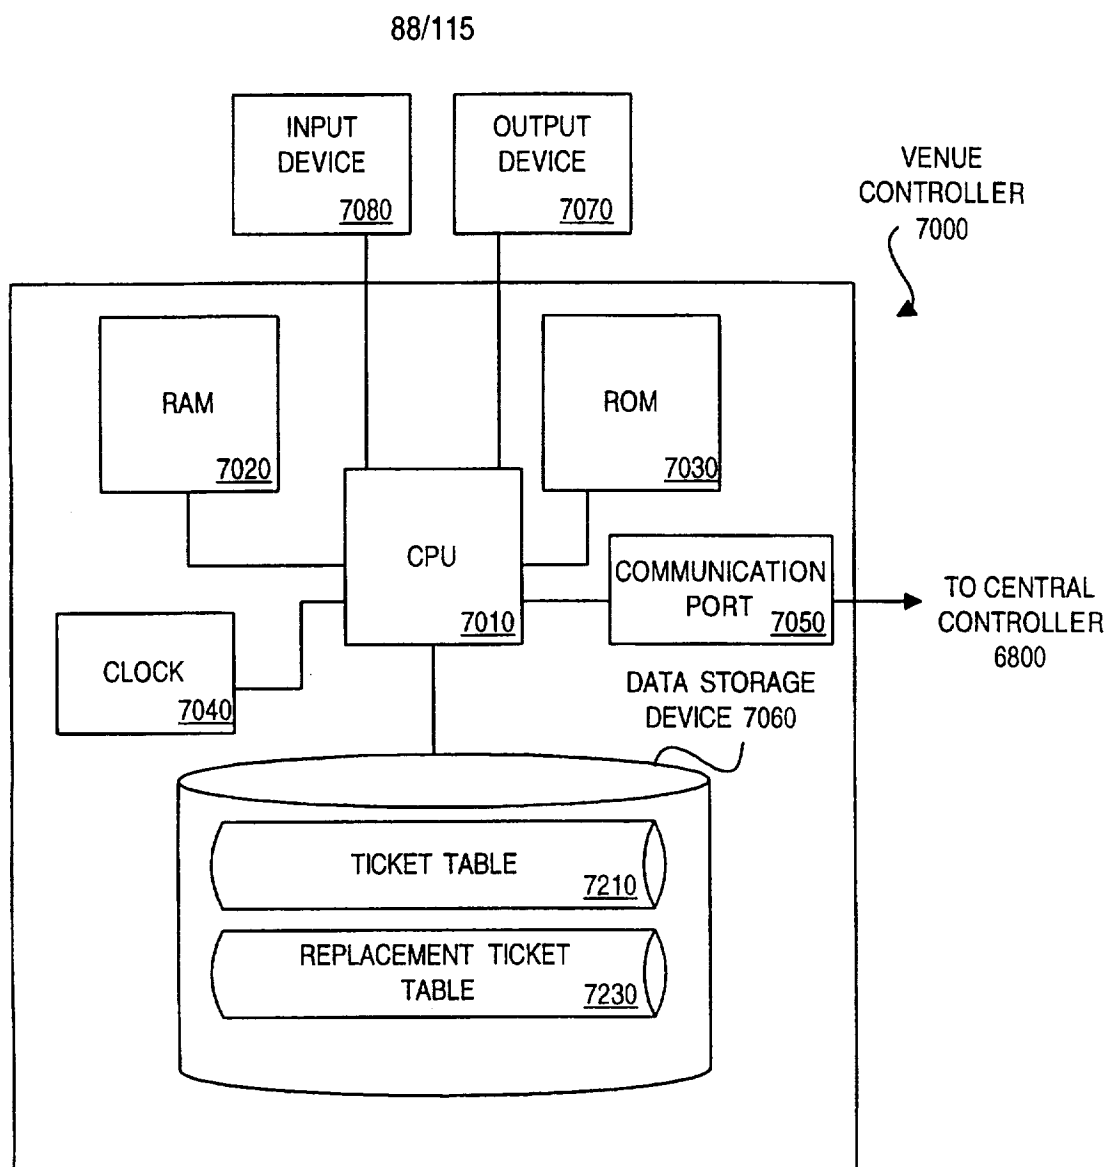 88/115
INPUT
DEVICE
7080
OUTPUT
DEVICE
7070
VENUE
CONTROLLER
7000
RAM
7020
ROM
7030
CPU
7010
COMMUNICATION
PORT
7050
TO CENTRAL
CONTROLLER
6800
CLOCK
7040
DATA STORAGE
DEVICE 7060
TICKET TABLE
7210
REPLACEMENT TICKET
TABLE
7230